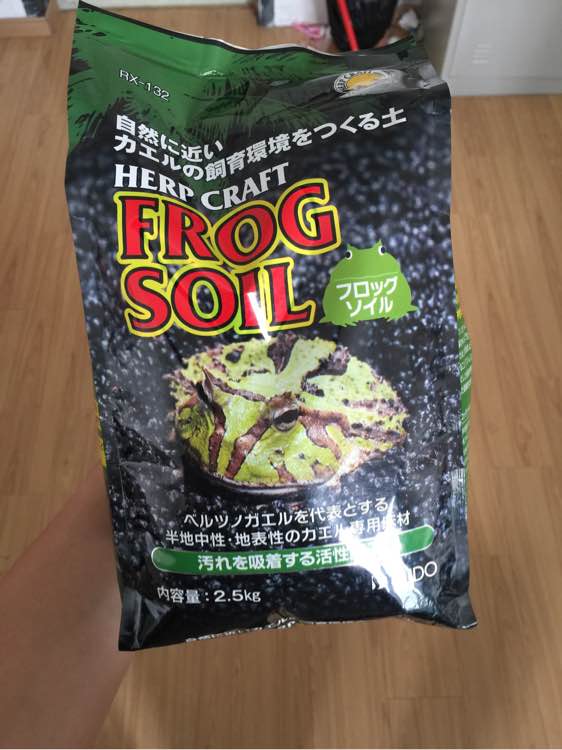 RX-132
自然に近い
カエルの飼育環境をつくる土
HERP CRAFT
FROG
SOIL
フロッグ
ソイル
ベルツノガエルを代表とする
半地中性・地表性のカエル専用 材
汚れを吸着する活性
内容量：2.5kg